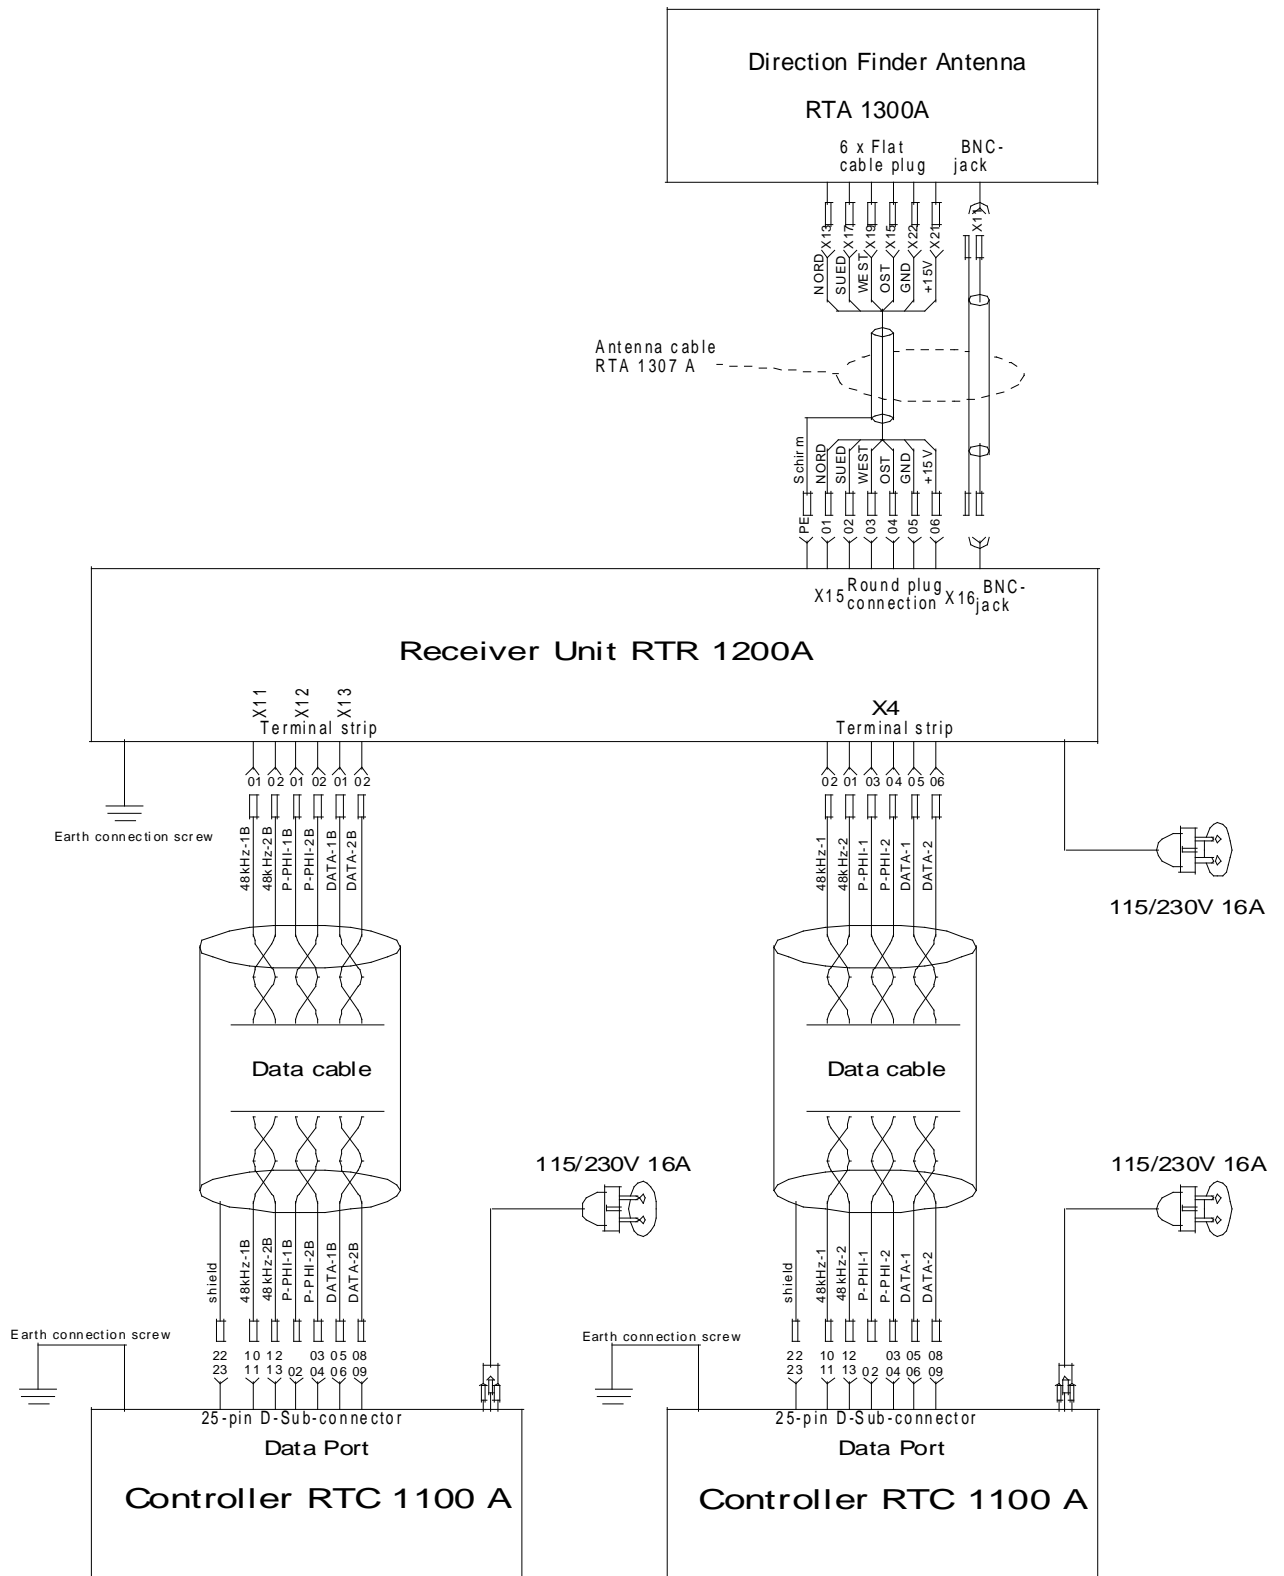 Direction Finder Antenna
RTA 1300A
6 x Flat
cable plug
BNC-
jack
X13 X17 X19 X15 X22 X21 X11
NORD SUED WEST OST GND +15V
Antenna cable
RTA 1307 A
Schirm NORD SUED WEST OST GND +15V
PE 01 02 03 04 05 06
X15 Round plug
connection
X16 BNC-
jack
Receiver Unit RTR 1200A
X11 X12 X13
Terminal strip
X4
Terminal strip
01 02 01 02 01 02
02 01 03 04 05 06
Earth connection screw
48kHz-1B 48kHz-2B P-PHI-1B P-PHI-2B DATA-1B DATA-2B
48kHz-1 48kHz-2 P-PHI-1 P-PHI-2 DATA-1 DATA-2
115/230V 16A
Data cable
Data cable
115/230V 16A
115/230V 16A
shield 48kHz-1B 48kHz-2B P-PHI-1B P-PHI-2B DATA-1B DATA-2B
shield 48kHz-1 48kHz-2 P-PHI-1 P-PHI-2 DATA-1 DATA-2
Earth connection screw
Earth connection screw
22 10 12 03 05 08
23 11 13 02 04 06 09
22 10 12 03 05 08
23 11 13 02 04 06 09
25-pin D-Sub-connector
Data Port
Controller RTC 1100 A
25-pin D-Sub-connector
Data Port
Controller RTC 1100 A